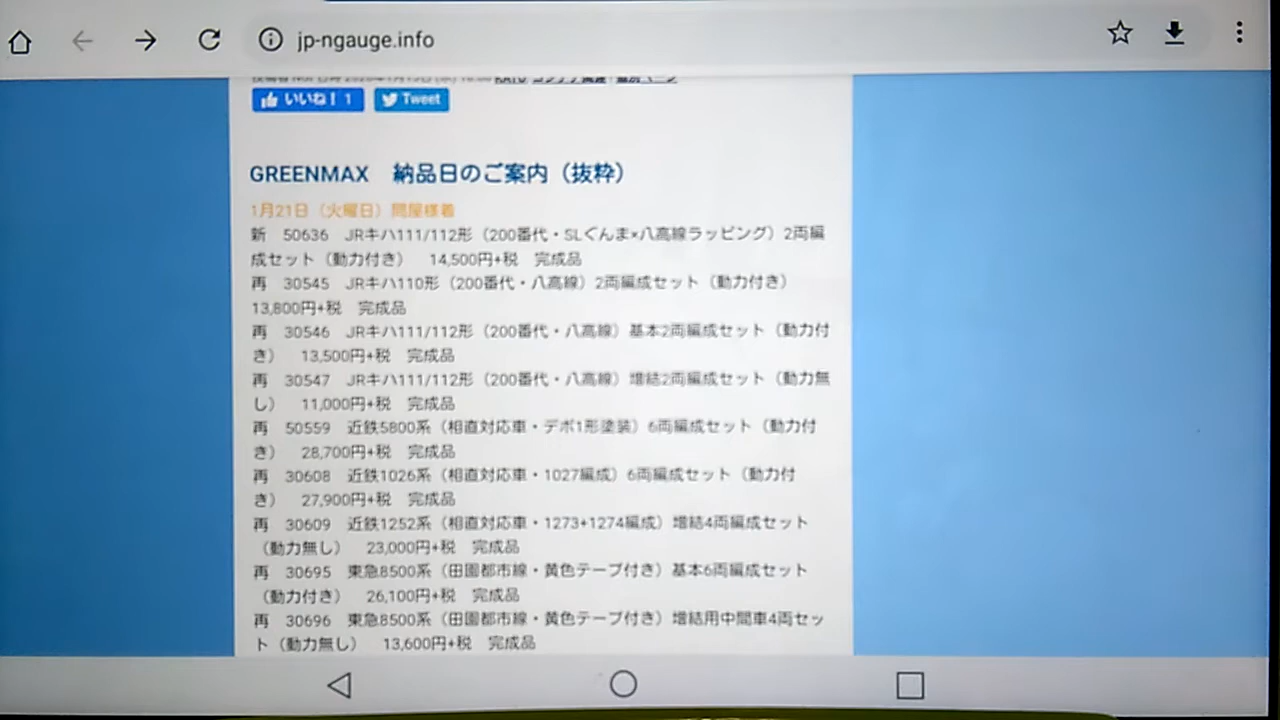 jp-ngauge.info
いいね！ 1
Tweet
GREENMAX　納品日のご案内（抜粋）
1月21日（火曜日）問屋様着
新　50636　JRキハ111/112形（200番代・SLぐんま×八高線ラッピング）2両編
成セット（動力付き）　14,500円+税　完成品
再　30545　JRキハ110形（200番代・八高線）2両編成セット（動力付き）
13,800円+税　完成品
再　30546　JRキハ111/112形（200番代・八高線）基本2両編成セット（動力付
き）　13,500円+税　完成品
再　30547　JRキハ111/112形（200番代・八高線）増結2両編成セット（動力無
し）　11,000円+税　完成品
再　50559　近鉄5800系（相直対応車・デボ1形塗装）6両編成セット（動力付
き）　28,700円+税　完成品
再　30608　近鉄1026系（相直対応車・1027編成）6両編成セット（動力付
き）　27,900円+税　完成品
再　30609　近鉄1252系（相直対応車・1273+1274編成）増結4両編成セット
（動力無し）　23,000円+税　完成品
再　30695　東急8500系（田園都市線・黄色テープ付き）基本6両編成セット
（動力付き）　26,100円+税　完成品
再　30696　東急8500系（田園都市線・黄色テープ付き）増結用中間車4両セッ
ト（動力無し）　13,600円+税　完成品